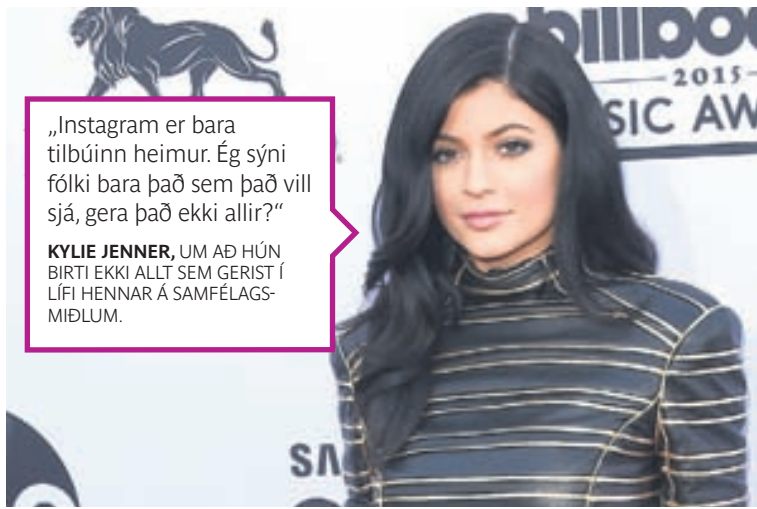 billboa
2015
SIC AW
„Instagram er bara
tilbúinn heimur. Ég sýni
fólki bara það sem það vill
sjá, gera það ekki allir?“
KYLIE JENNER, UM AÐ HÚN
BIRTI EKKI ALLT SEM GERIST Í
LÍFI HENNAR Á SAMFÉLAGS-
MIÐLUM.
SA